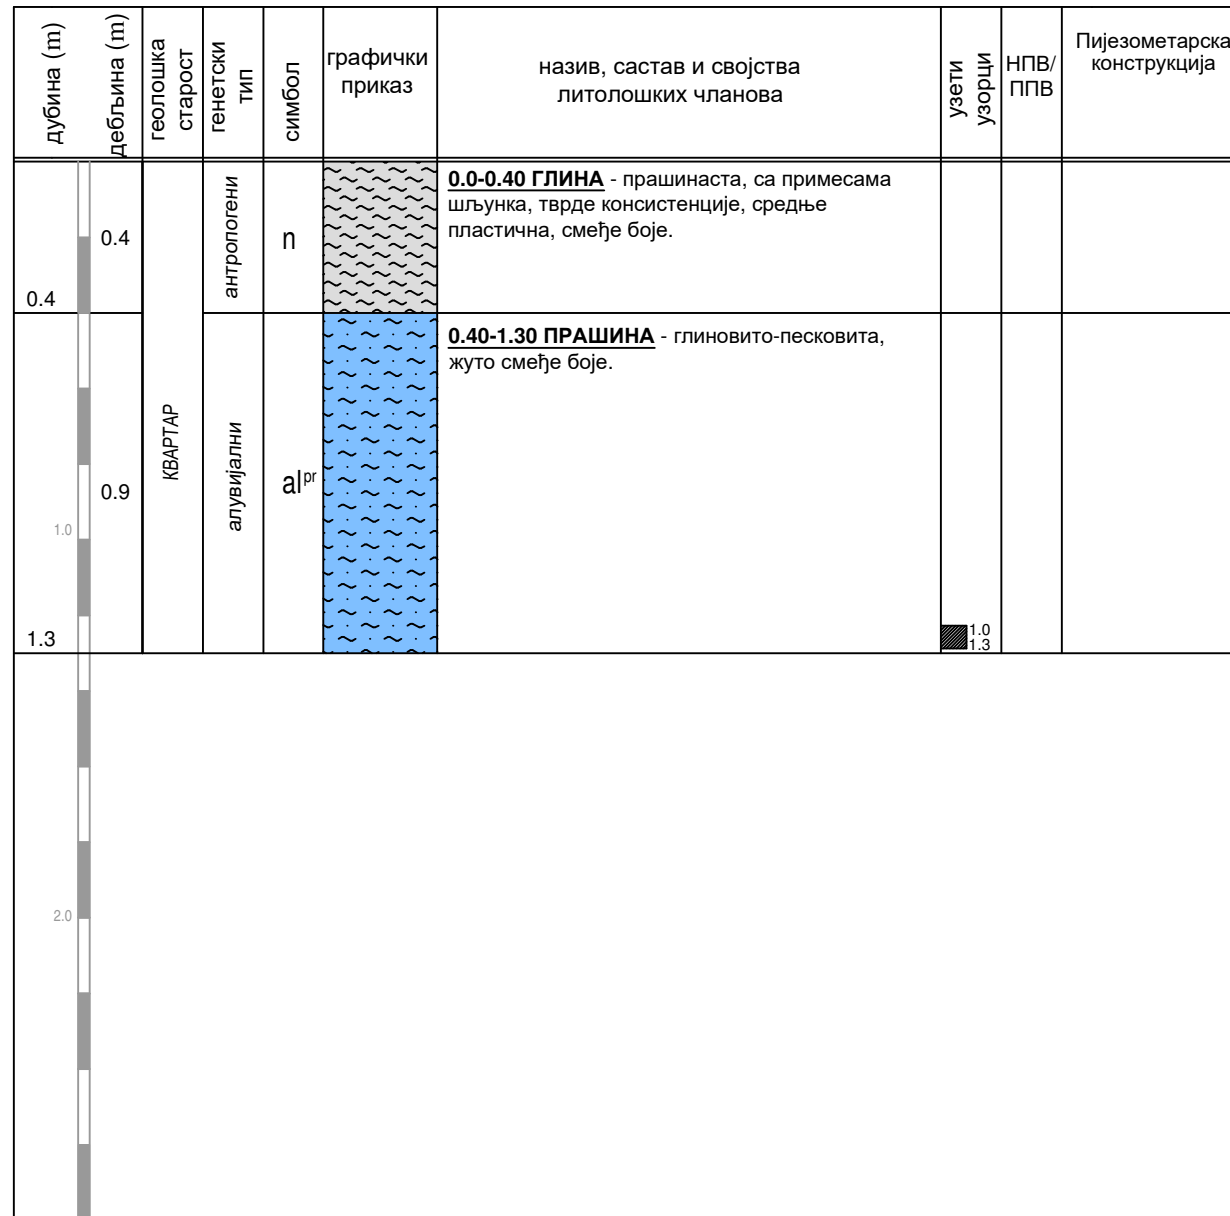 дубина (m)
дебљина (m)
геолошка
старост
генетски
тип
симбол
графички
приказ
назив, састав и својства
литолошких чланова
узети
узорци
НПВ/
ППВ
Пијезометарска
конструкција
0.4
0.4
КВАРТАР
антропогени
n
0.0-0.40 ГЛИНА - прашинаста, са примесама
шљунка, тврде консистенције, средње
пластична, смеђе боје.
1.3
0.9
алувијални
al^pr
0.40-1.30 ПРАШИНА - глиновито-песковита,
жуто смеђе боје.
1.0
1.3
1.0
2.0